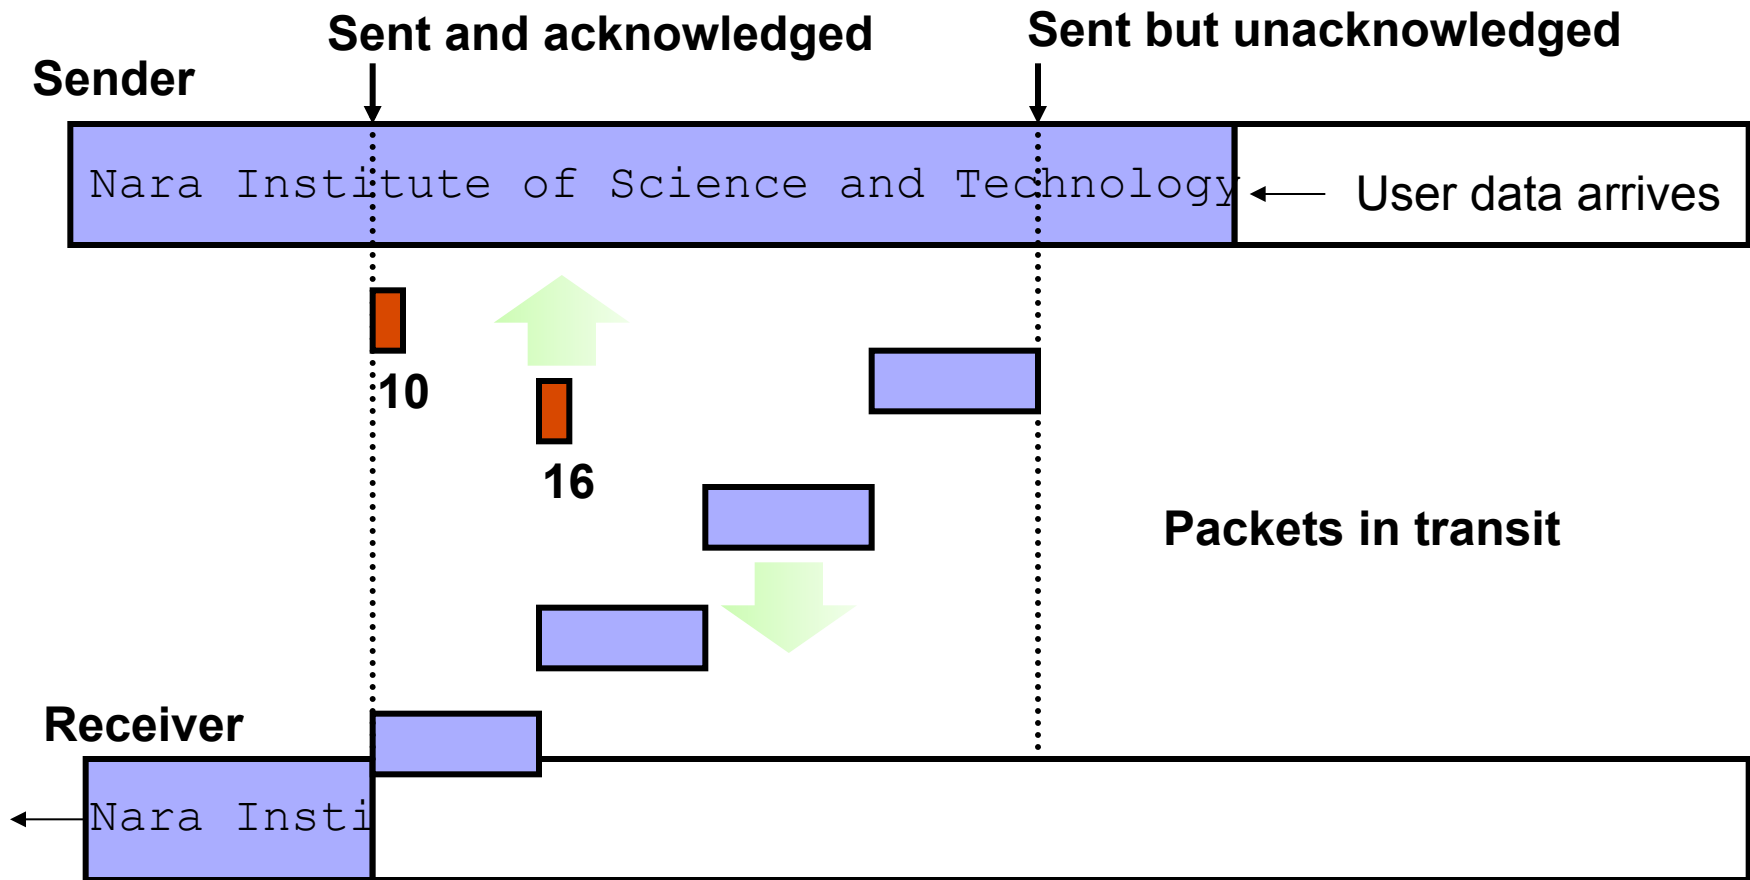 Sent and acknowledged
Sent but unacknowledged
Sender
Nara Institute of Science and Technology
User data arrives
10
16
Packets in transit
Receiver
Nara Insti